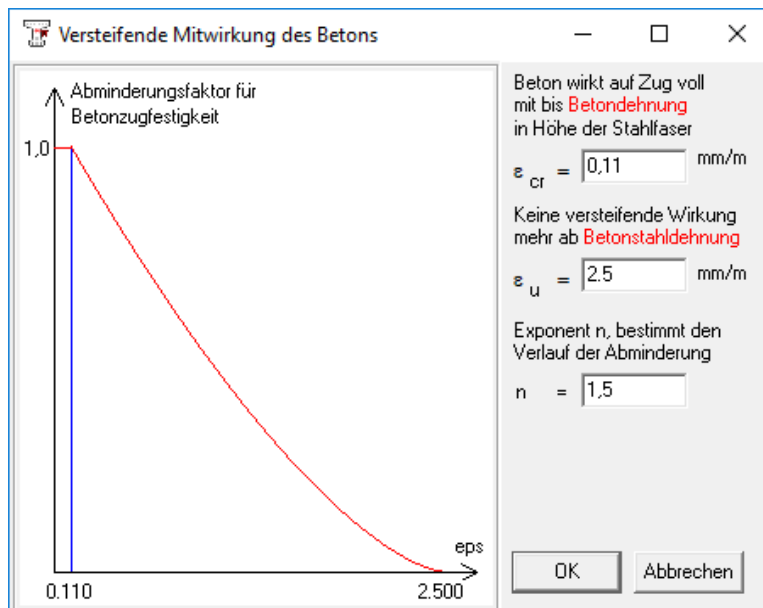 Versteifende Mitwirkung des Betons
Abminderungsfaktor für
Betonzugfestigkeit
1,0
eps
0.110
2.500
Beton wirkt auf Zug voll
mit bis Betondehnung
in Höhe der Stahlfaser
ε cr = 0,11 mm/m
Keine versteifende Wirkung
mehr ab Betonstahldehnung
ε u = 2.5 mm/m
Exponent n, bestimmt den
Verlauf der Abminderung
n = 1,5
OK
Abbrechen